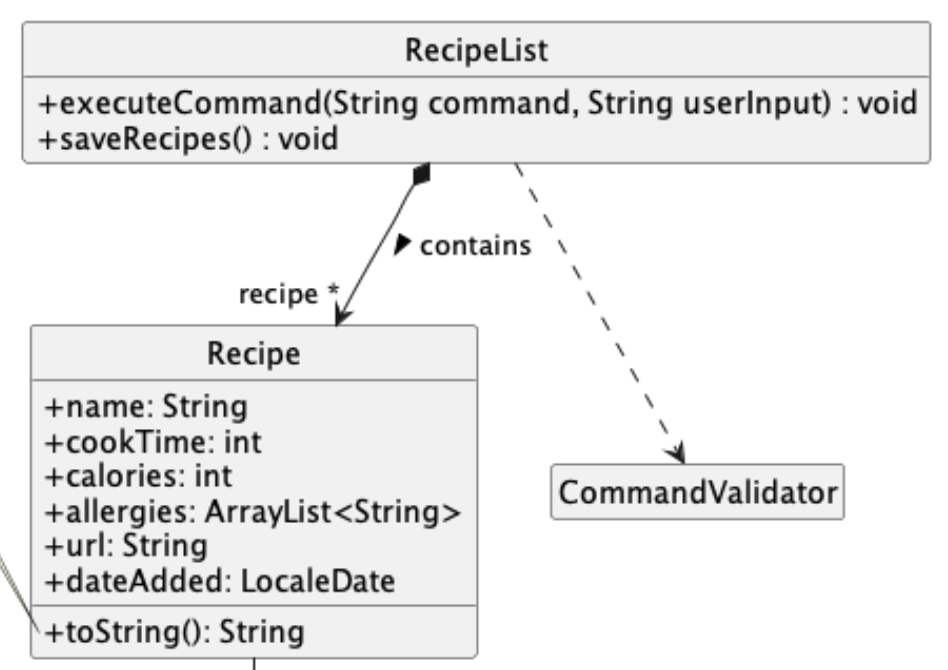 RecipeList
+executeCommand(String command, String userInput) : void
+saveRecipes() : void
contains
recipe *
Recipe
+name: String
+cookTime: int
+calories: int
+allergies: ArrayList<String>
+url: String
+dateAdded: LocaleDate
+toString(): String
CommandValidator